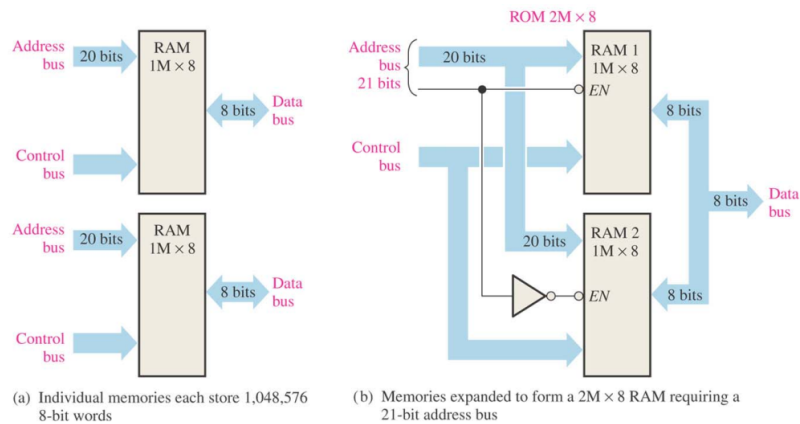 Address
bus
20 bits
RAM
1M × 8
8 bits
Data
bus
Control
bus
Address
bus
20 bits
RAM
1M × 8
8 bits
Data
bus
Control
bus
(a) Individual memories each store 1,048,576
8-bit words
ROM 2M × 8
Address
bus
21 bits
20 bits
RAM 1
1M × 8
EN
8 bits
Control
bus
8 bits
Data
bus
20 bits
RAM 2
1M × 8
EN
8 bits
(b) Memories expanded to form a 2M × 8 RAM requiring a
21-bit address bus